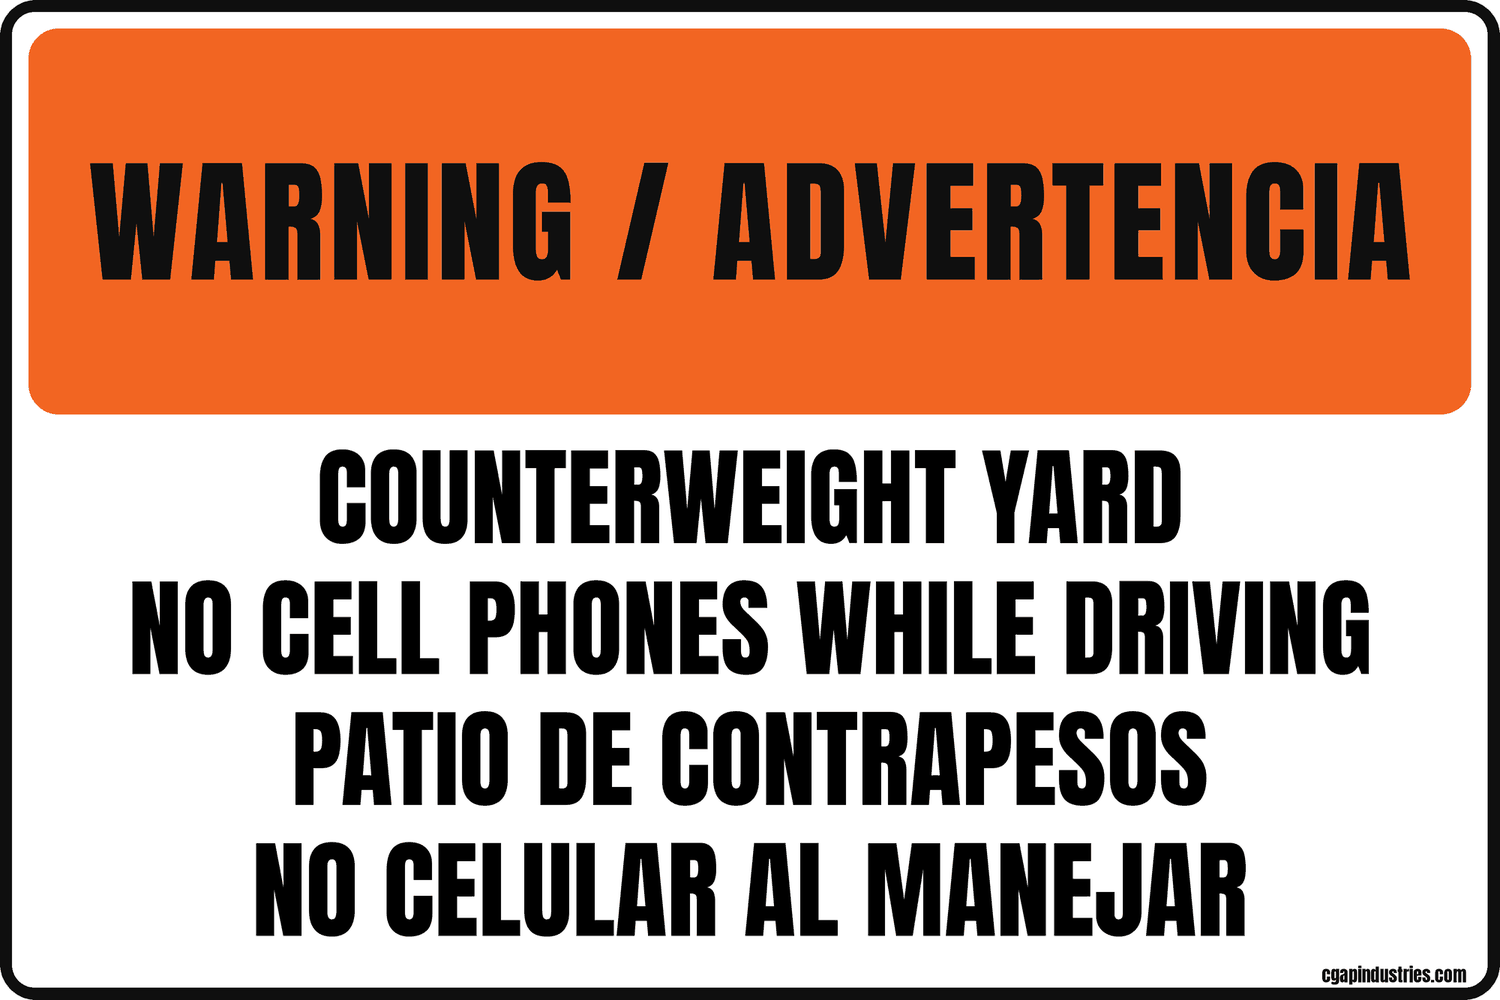 WARNING / ADVERTENCIA
COUNTERWEIGHT YARD
NO CELL PHONES WHILE DRIVING
PATIO DE CONTRAPESOS
NO CELULAR AL MANEJAR
cgapindustries.com